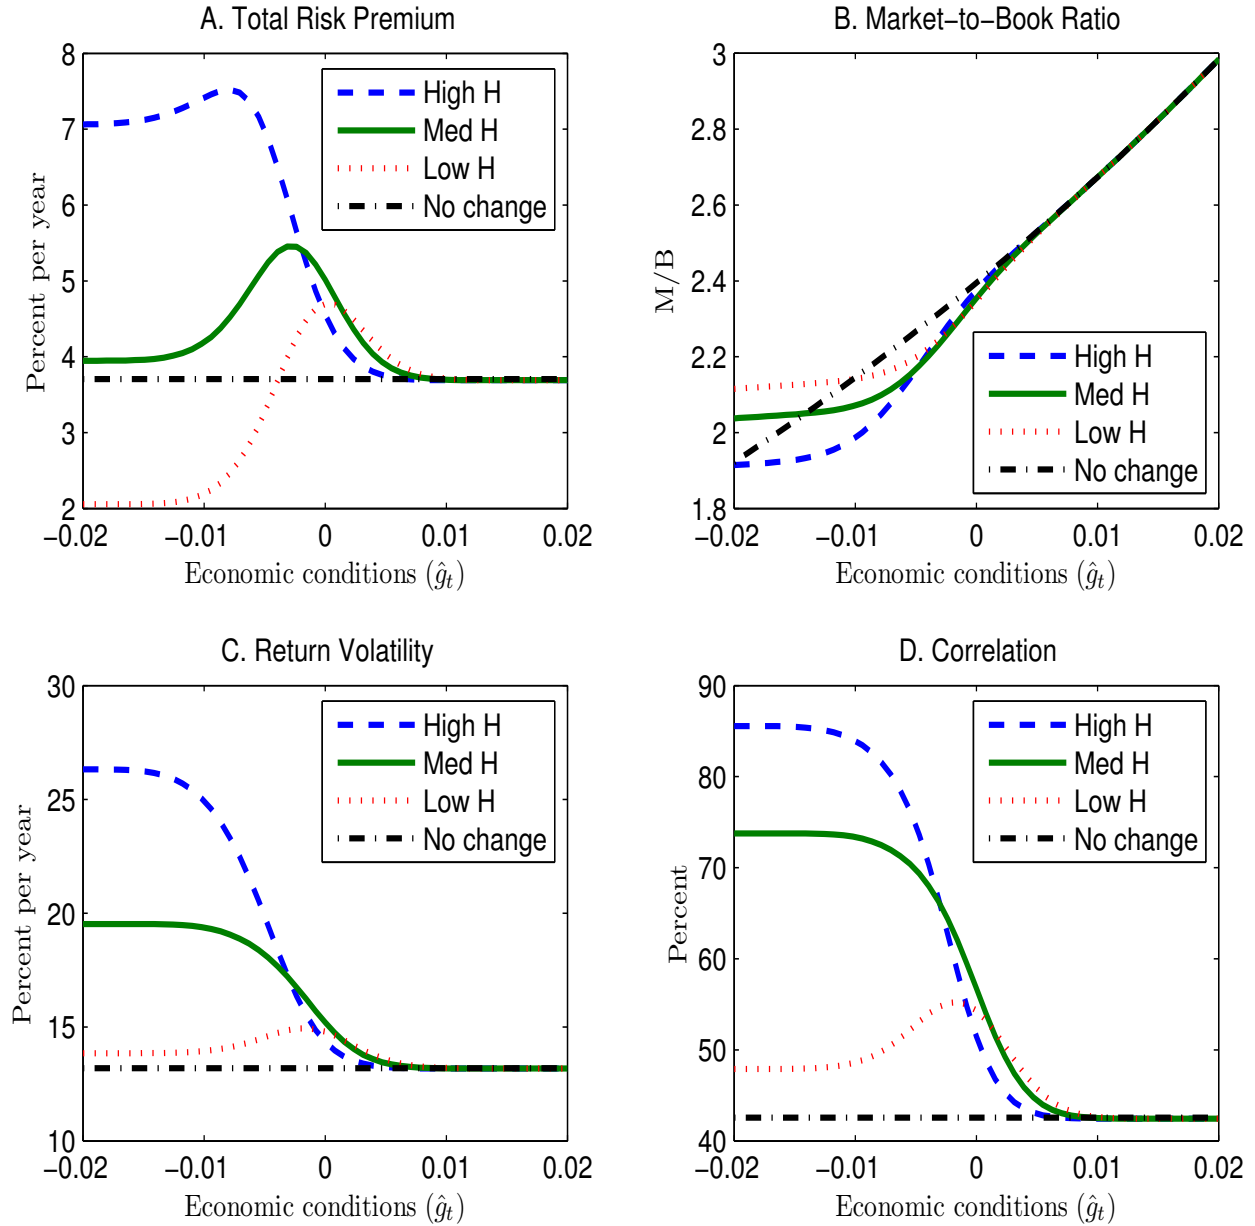 A. Total Risk Premium
8
7
6
5
4
3
2
Percent per year
High H
Med H
Low H
No change
−0.02 −0.01 0 0.01 0.02
Economic conditions (ĝt)
B. Market−to−Book Ratio
3
2.8
2.6
2.4
2.2
2
1.8
M/B
High H
Med H
Low H
No change
−0.02 −0.01 0 0.01 0.02
Economic conditions (ĝt)
C. Return Volatility
30
25
20
15
10
Percent per year
High H
Med H
Low H
No change
−0.02 −0.01 0 0.01 0.02
Economic conditions (ĝt)
D. Correlation
90
80
70
60
50
40
Percent
High H
Med H
Low H
No change
−0.02 −0.01 0 0.01 0.02
Economic conditions (ĝt)